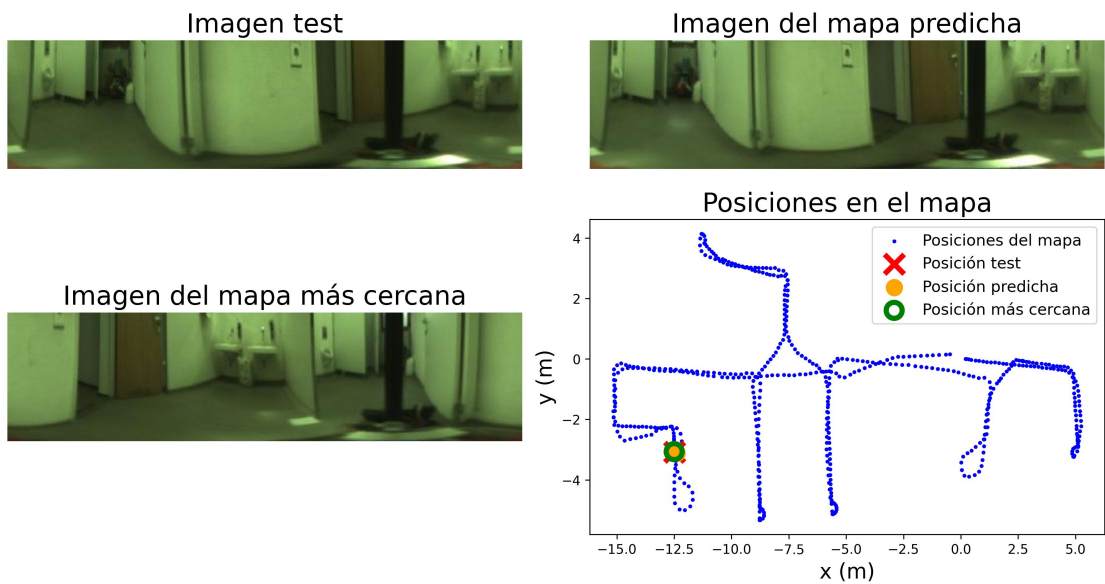 Imagen test
Imagen del mapa predicha
Imagen del mapa más cercana
Posiciones en el mapa
Posiciones del mapa
Posición test
Posición predicha
Posición más cercana
4
2
0
−2
−4
y (m)
−15.0 −12.5 −10.0 −7.5 −5.0 −2.5 0.0 2.5 5.0
x (m)